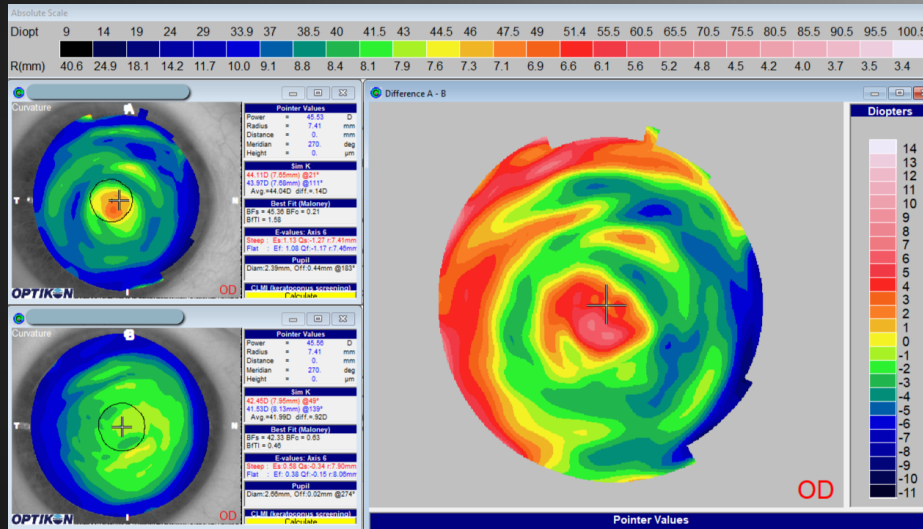 Absolute Scale
Diopt 9 14 19 24 29 33.9 37 38.5 40 41.5 43 44.5 46 47.5 49 51.4 55.5 60.5 65.5 70.5 75.5 80.5 85.5 90.5 95.5 100.5
R(mm) 40.6 24.9 18.1 14.2 11.7 10.0 9.1 8.8 8.4 8.1 7.9 7.6 7.3 7.1 6.9 6.6 6.1 5.6 5.2 4.8 4.5 4.2 4.0 3.7 3.5 3.4
Curvature
A
T
N
OPTIKON
OD
Pointer Values
Power = 45.53 D
Radius = 7.41 mm
Distance = 0. mm
Meridian = 270. deg
Height = 0. µm
Sim K
44.11D (7.65mm) @21°
43.97D (7.68mm) @111°
Avg.=44.04D diff.=.14D
Best Fit (Maloney)
BFs = 45.36 BFc = 0.21
BfTI = 1.58
E-values: Axis 6
Steep : Es:1.13 Qs:-1.27 r:7.41mm
Flat : Ef: 1.08 Qf:-1.17 r:7.46mm
Pupil
Diam:2.39mm, Off:0.44mm @183°
CLMI (keratoconus screening)
Calculate
Curvature
B
T
N
OPTIKON
OD
Pointer Values
Power = 45.56 D
Radius = 7.41 mm
Distance = 0. mm
Meridian = 270. deg
Height = 0. µm
Sim K
42.46D (7.95mm) @49°
41.53D (8.13mm) @139°
Avg.=41.99D diff.=.92D
Best Fit (Maloney)
BFs = 42.33 BFc = 0.63
BfTI = 0.46
E-values: Axis 6
Steep : Es:0.58 Qs:-0.34 r:7.90mm
Flat : Ef: 0.38 Qf:-0.15 r:8.06mm
Pupil
Diam:2.66mm, Off:0.02mm @274°
CLMI (keratoconus screening)
Calculate
Difference A - B
OD
Diopters
14
13
12
11
10
9
8
7
6
5
4
3
2
1
0
-1
-2
-3
-4
-5
-6
-7
-8
-9
-10
-11
Pointer Values